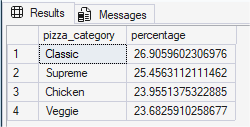 Results Messages
pizza_category percentage
1 Classic 26.9059602306976
2 Supreme 25.4563112111462
3 Chicken 23.9551375322885
4 Veggie 23.6825910258677